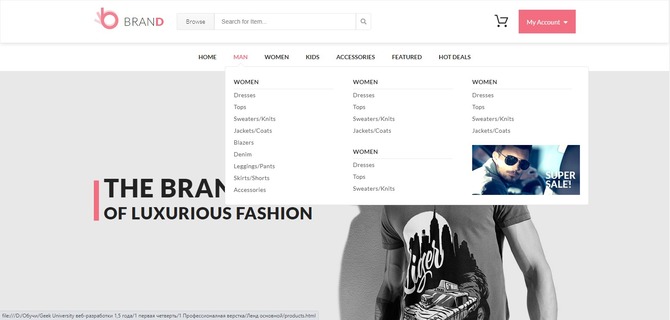 BRAND
Browse
Search for item...
My Account
HOME MAN WOMEN KIDS ACCESSORIES FEATURED HOT DEALS
WOMEN
Dresses
Tops
Sweaters/Knits
Jackets/Coats
Blazers
Denim
Leggings/Pants
Skirts/Shorts
Accessories
WOMEN
Dresses
Tops
Sweaters/Knits
Jackets/Coats
WOMEN
Dresses
Tops
Sweaters/Knits
WOMEN
Dresses
Tops
Sweaters/Knits
Jackets/Coats
SUPER
SALE!
THE BRAN
OF LUXURIOUS FASHION
Liger
file:///D:/Обучи/Geek University веб-разработки 1,5 года/1 первая четверть/1 Профессиональная верстка/Ленд основной/products.html